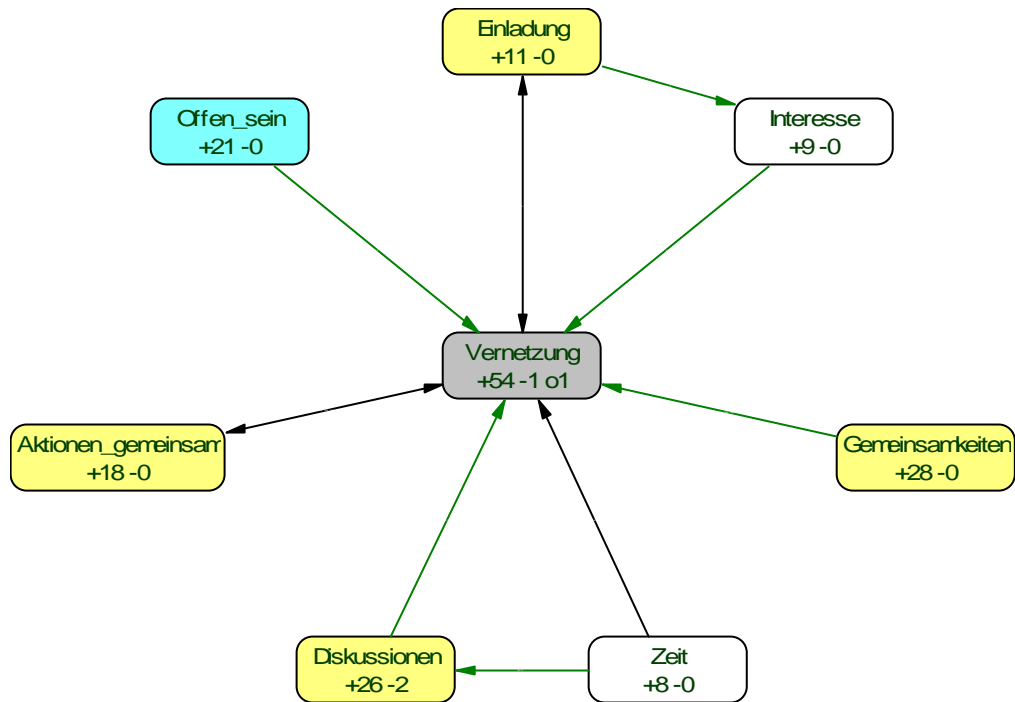 Einladung
+11 -0
Offen_sein
+21 -0
Interesse
+9 -0
Vernetzung
+54 -1 o1
Aktionen_gemeinsam
+18 -0
Gemeinsamkeiten
+28 -0
Diskussionen
+26 -2
Zeit
+8 -0